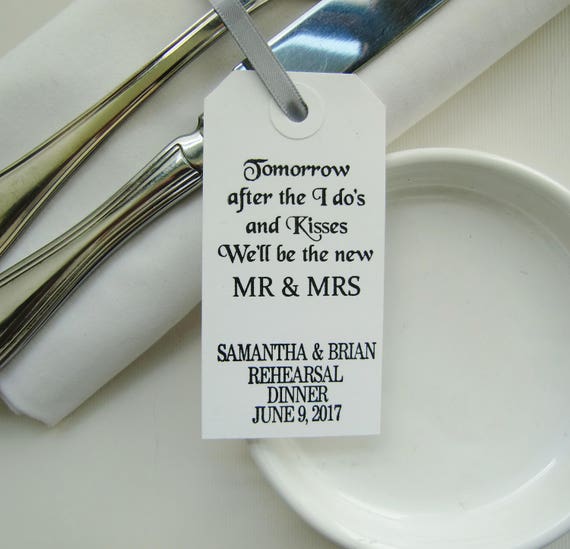 Tomorrow
after the I do's
and Kisses
We'll be the new
MR & MRS
SAMANTHA & BRIAN
REHEARSAL
DINNER
JUNE 9, 2017